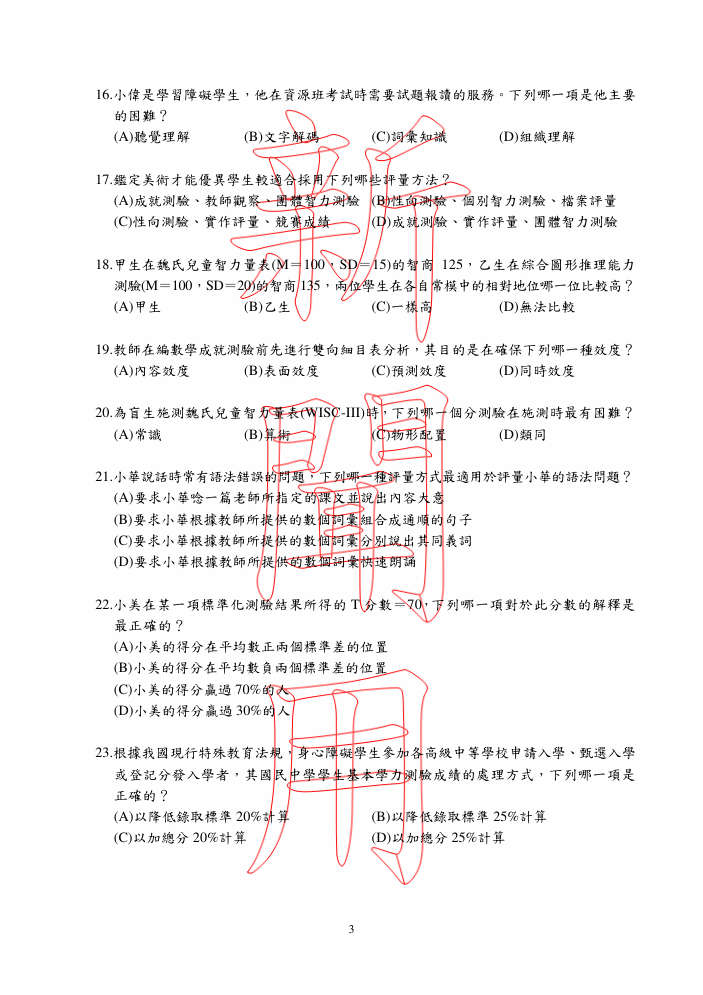 16.小偉是學習障礙學生，他在資源班考試時需要試題報讀的服務。下列哪一項是他主要
的困難？
(A)聽覺理解 (B)文字解碼 (C)詞彙知識 (D)組織理解
17.鑑定美術才能優異學生較適合採用下列哪些評量方法？
(A)成就測驗、教師觀察、團體智力測驗 (B)性向測驗、個別智力測驗、檔案評量
(C)性向測驗、實作評量、競賽成績 (D)成就測驗、實作評量、團體智力測驗
18.甲生在魏氏兒童智力量表(M＝100，SD＝15)的智商 125，乙生在綜合圖形推理能力
測驗(M＝100，SD＝20)的智商 135，兩位學生在各自常模中的相對地位哪一位比較高？
(A)甲生 (B)乙生 (C)一樣高 (D)無法比較
19.教師在編數學成就測驗前先進行雙向細目表分析，其目的是在確保下列哪一種效度？
(A)內容效度 (B)表面效度 (C)預測效度 (D)同時效度
20.為盲生施測魏氏兒童智力量表(WISC-III)時，下列哪一個分測驗在施測時最有困難？
(A)常識 (B)算術 (C)物形配置 (D)類同
21.小華說話時常有語法錯誤的問題，下列哪一種評量方式最適用於評量小華的語法問題？
(A)要求小華唸一篇老師所指定的課文並說出內容大意
(B)要求小華根據教師所提供的數個詞彙組合成通順的句子
(C)要求小華根據教師所提供的數個詞彙分別說出其同義詞
(D)要求小華根據教師所提供的數個詞彙快速朗誦
22.小美在某一項標準化測驗結果所得的 T 分數＝70，下列哪一項對於此分數的解釋是
最正確的？
(A)小美的得分在平均數正兩個標準差的位置
(B)小美的得分在平均數負兩個標準差的位置
(C)小美的得分贏過 70%的人
(D)小美的得分贏過 30%的人
23.根據我國現行特殊教育法規，身心障礙學生參加各高級中等學校申請入學、甄選入學
或登記分發入學者，其國民中學學生基本學力測驗成績的處理方式，下列哪一項是
正確的？
(A)以降低錄取標準 20%計算 (B)以降低錄取標準 25%計算
(C)以加總分 20%計算 (D)以加總分 25%計算
3